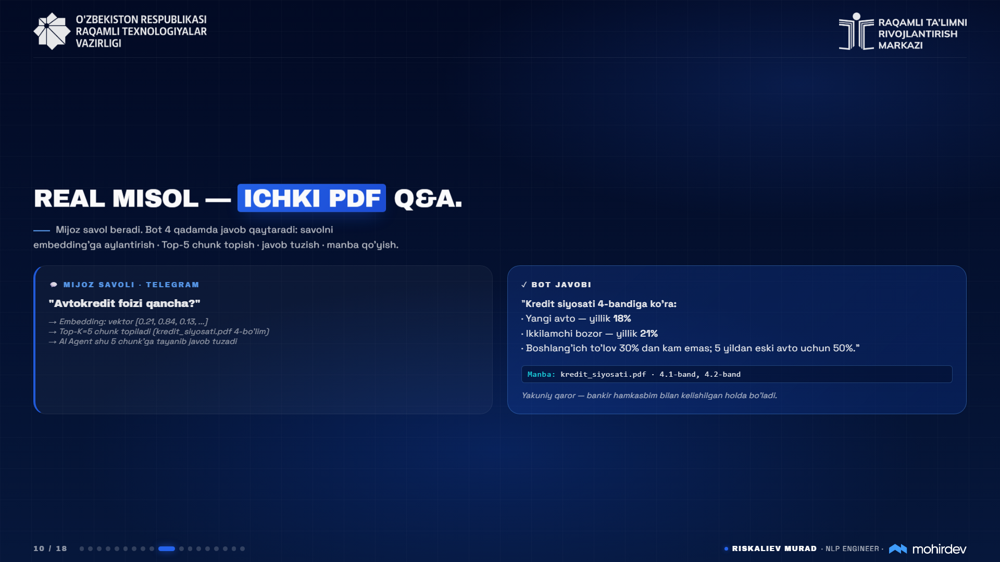 O'ZBEKISTON RESPUBLIKASI
RAQAMLI TEXNOLOGIYALAR
VAZIRLIGI
RAQAMLI TA'LIMNI
RIVOJLANTIRISH
MARKAZI
REAL MISOL — ICHKI PDF Q&A.
Mijoz savol beradi. Bot 4 qadamda javob qaytaradi: savolni
embedding'ga aylantirish · Top-5 chunk topish · javob tuzish · manba qo'yish.
MIJOZ SAVOLI · TELEGRAM
"Avtokredit foizi qancha?"
→ Embedding: vektor [0.21, 0.84, 0.13, ...]
→ Top-K=5 chunk topiladi (kredit_siyosati.pdf 4-bo'lim)
→ AI Agent shu 5 chunk'ga tayanib javob tuzadi
✓ BOT JAVOBI
"Kredit siyosati 4-bandiga ko'ra:
· Yangi avto — yillik 18%
· Ikkilamchi bozor — yillik 21%
· Boshlang'ich to'lov 30% dan kam emas; 5 yildan eski avto uchun 50%."
Manba: kredit_siyosati.pdf · 4.1-band, 4.2-band
Yakuniy qaror — bankir hamkasbim bilan kelishilgan holda bo'ladi.
10 / 18
RISKALIEV MURAD · NLP ENGINEER · mohirdev